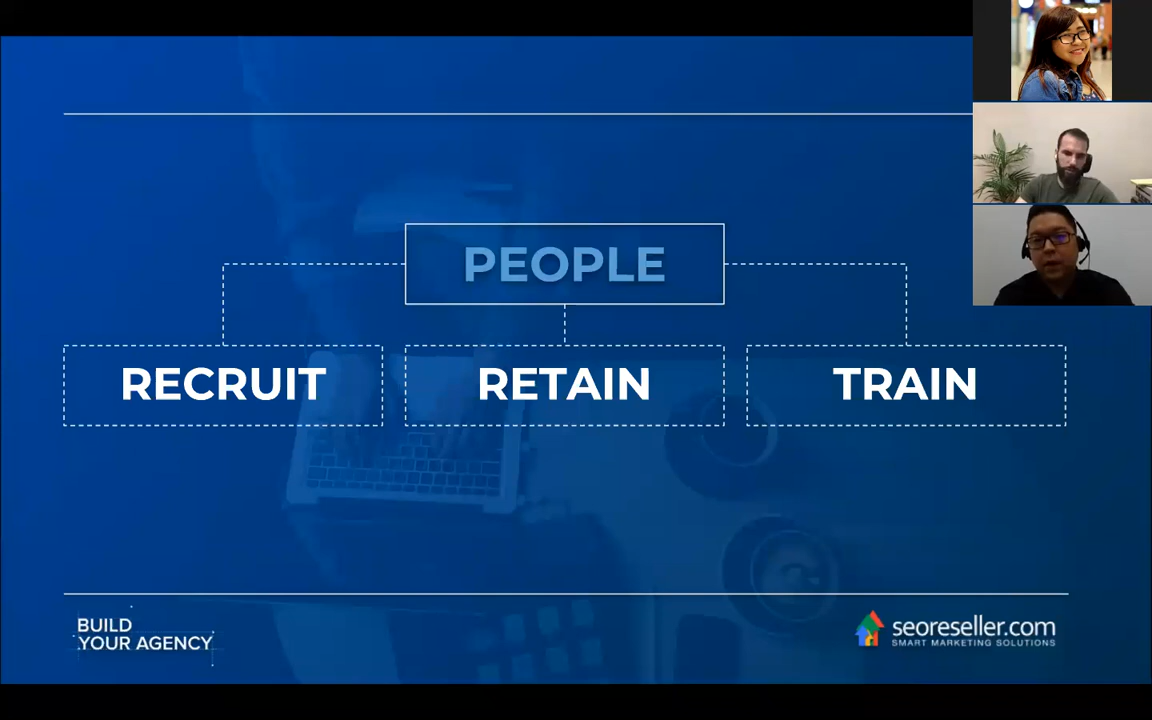 PEOPLE
RECRUIT
RETAIN
TRAIN
BUILD
YOUR AGENCY
seoreseller.com
SMART MARKETING SOLUTIONS